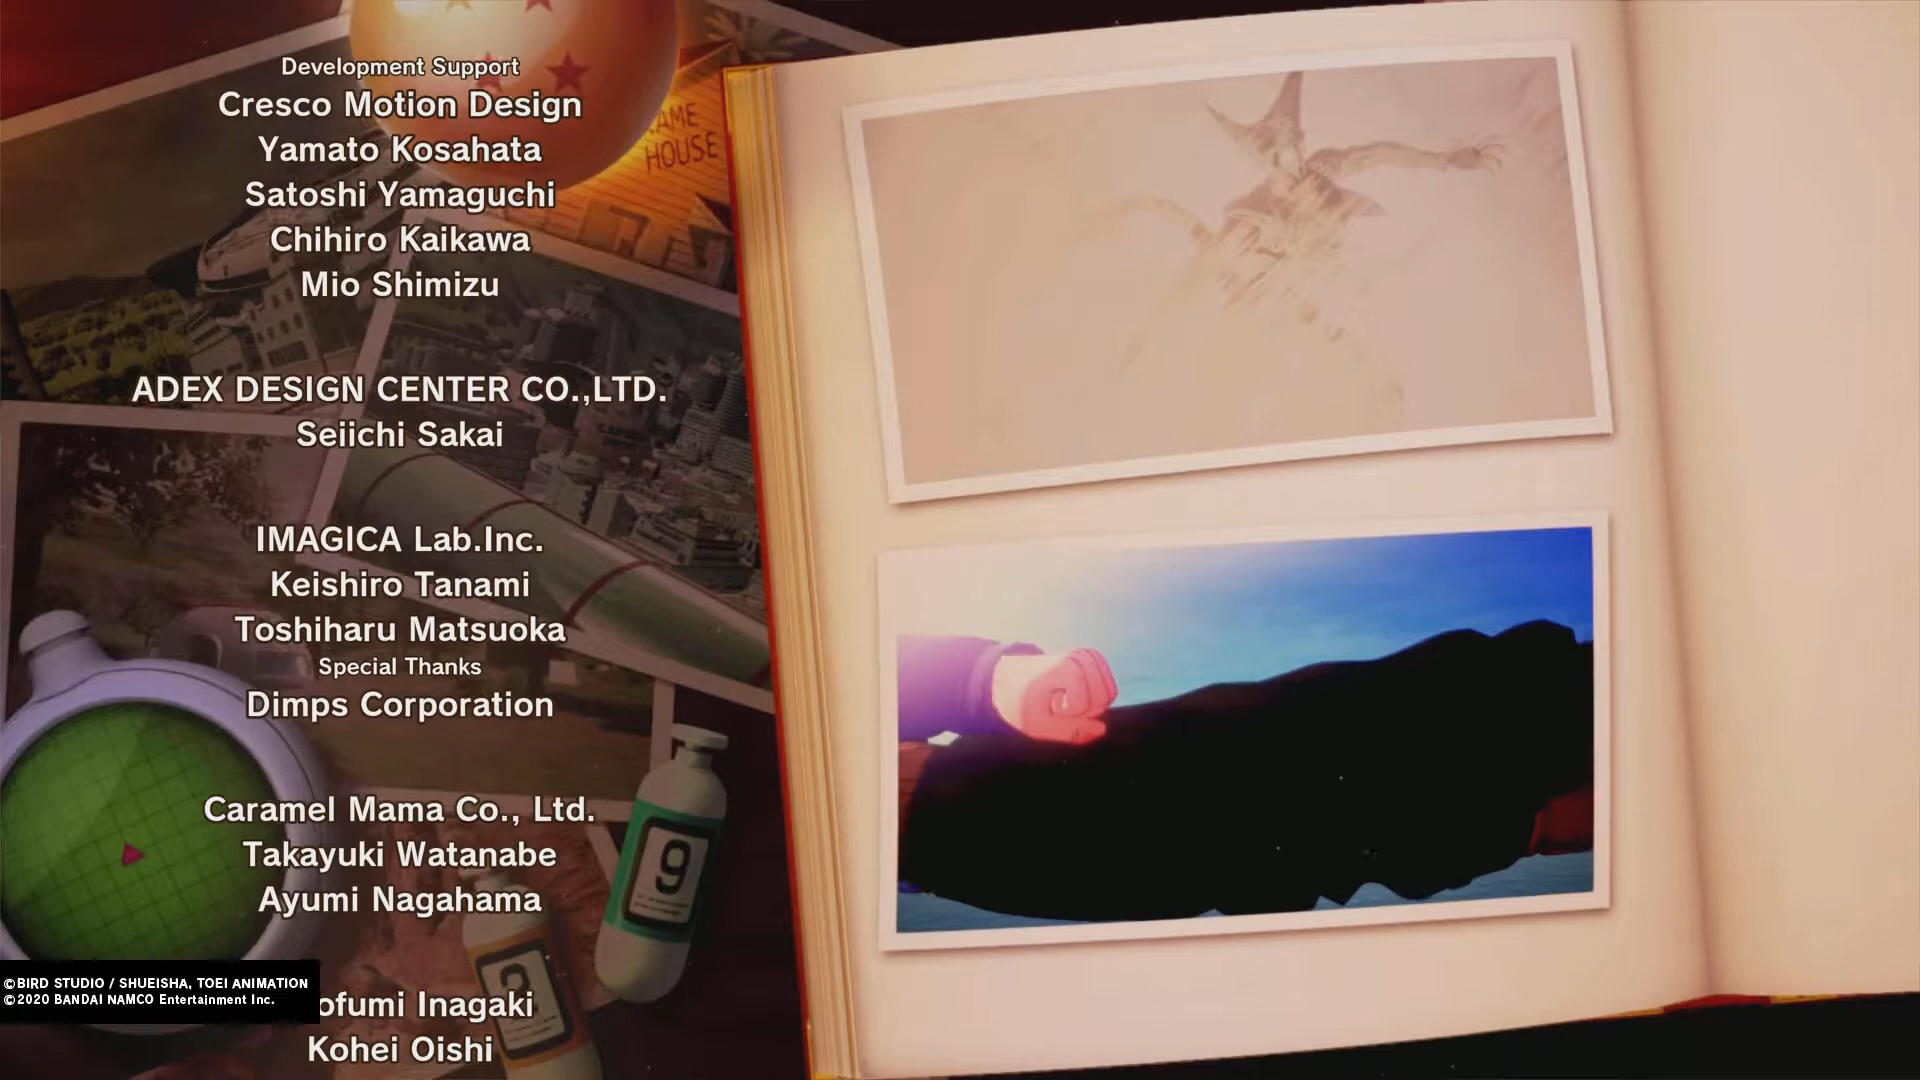 Development Support
Cresco Motion Design
Yamato Kosahata
Satoshi Yamaguchi
Chihiro Kaikawa
Mio Shimizu
ADEX DESIGN CENTER CO.,LTD.
Seiichi Sakai
IMAGICA Lab.Inc.
Keishiro Tanami
Toshiharu Matsuoka
Special Thanks
Dimps Corporation
Caramel Mama Co., Ltd.
Takayuki Watanabe
Ayumi Nagahama
Inagaki
Kohei Oishi
©BIRD STUDIO / SHUEISHA, TOEI ANIMATION
©2020 BANDAI NAMCO Entertainment Inc.
HOUSE
9